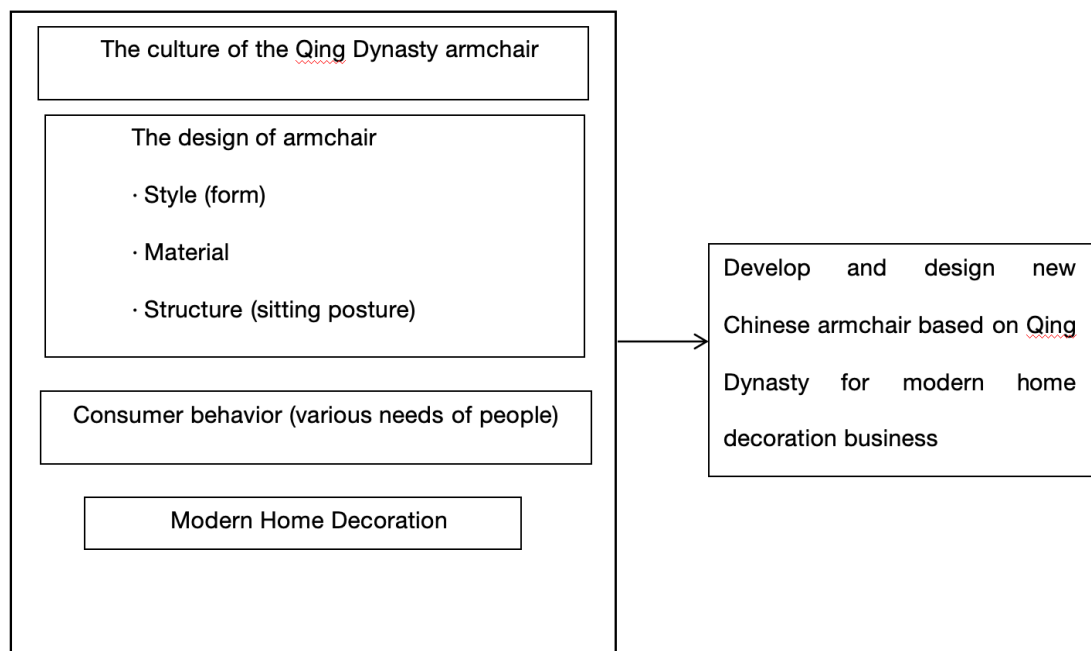 The culture of the Qing Dynasty armchair
The design of armchair
· Style (form)
· Material
· Structure (sitting posture)
Consumer behavior (various needs of people)
Modern Home Decoration
Develop and design new
Chinese armchair based on Qing
Dynasty for modern home
decoration business